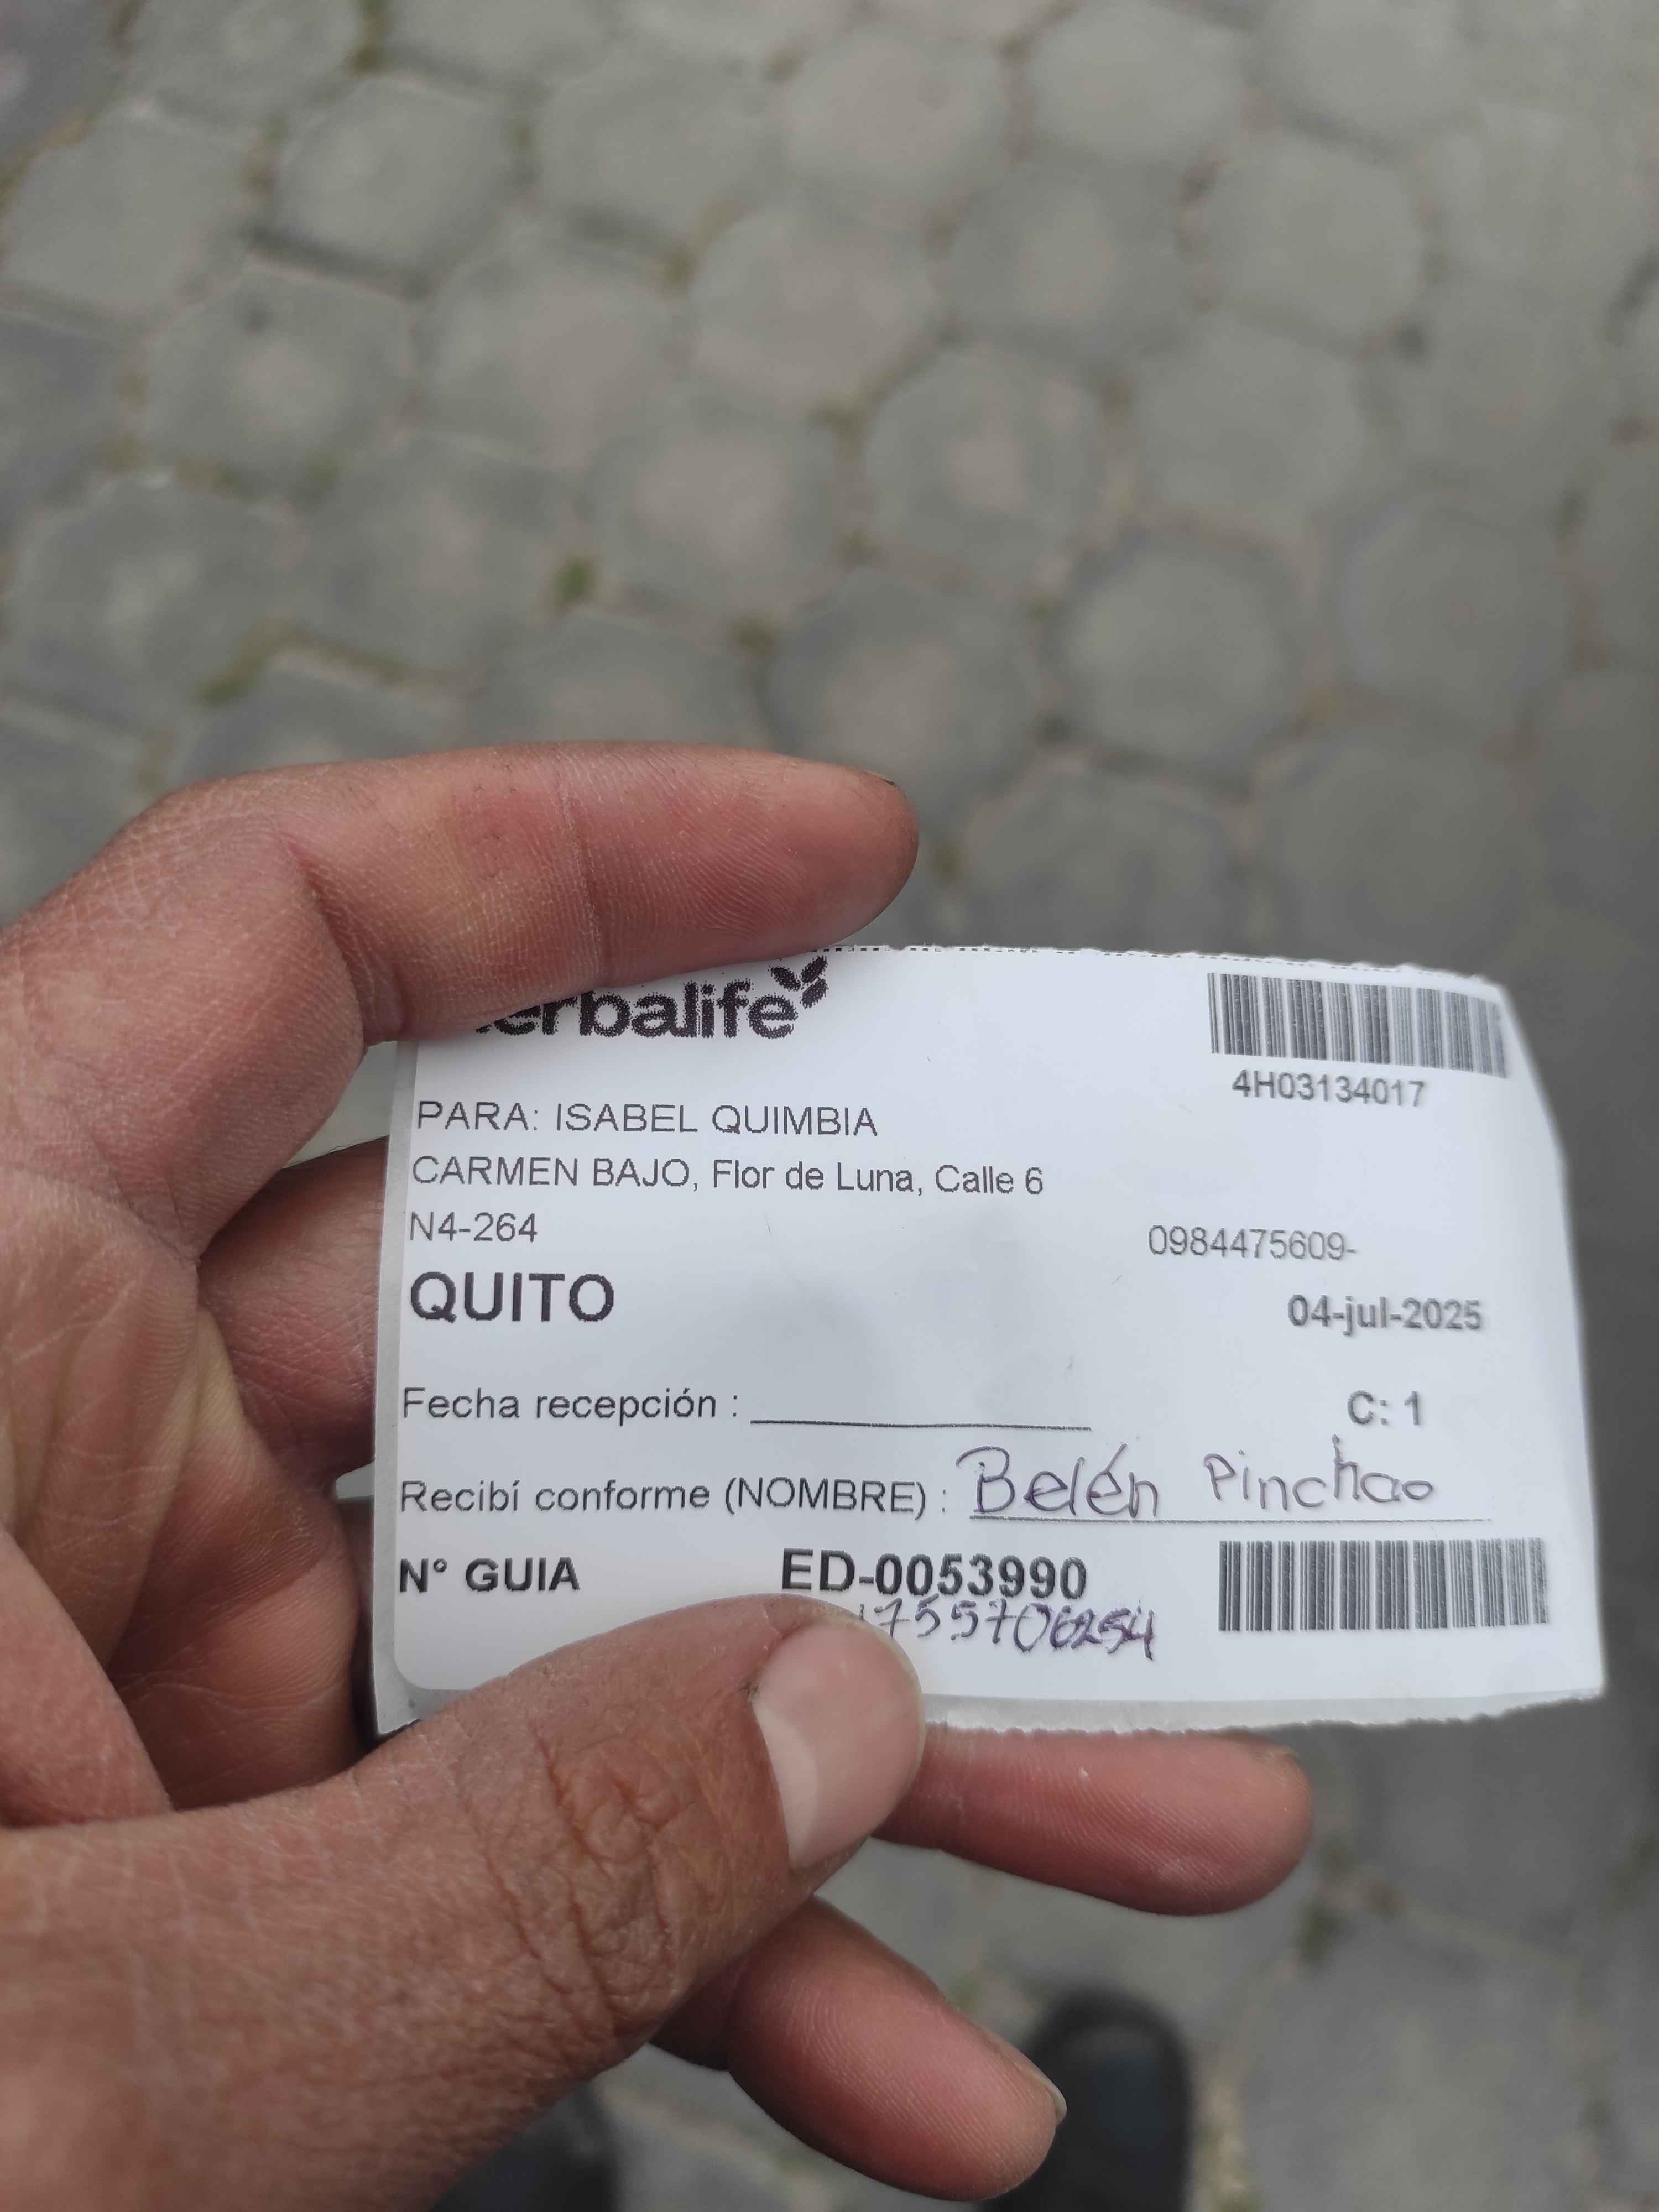 erbalife
4H03134017
PARA: ISABEL QUIMBIA
CARMEN BAJO, Flor de Luna, Calle 6
N4-264
0984475609-
QUITO
04-jul-2025
Fecha recepción :
C: 1
Recibí conforme (NOMBRE) : Belén Pinchao
N° GUIA ED-0053990
1755706254